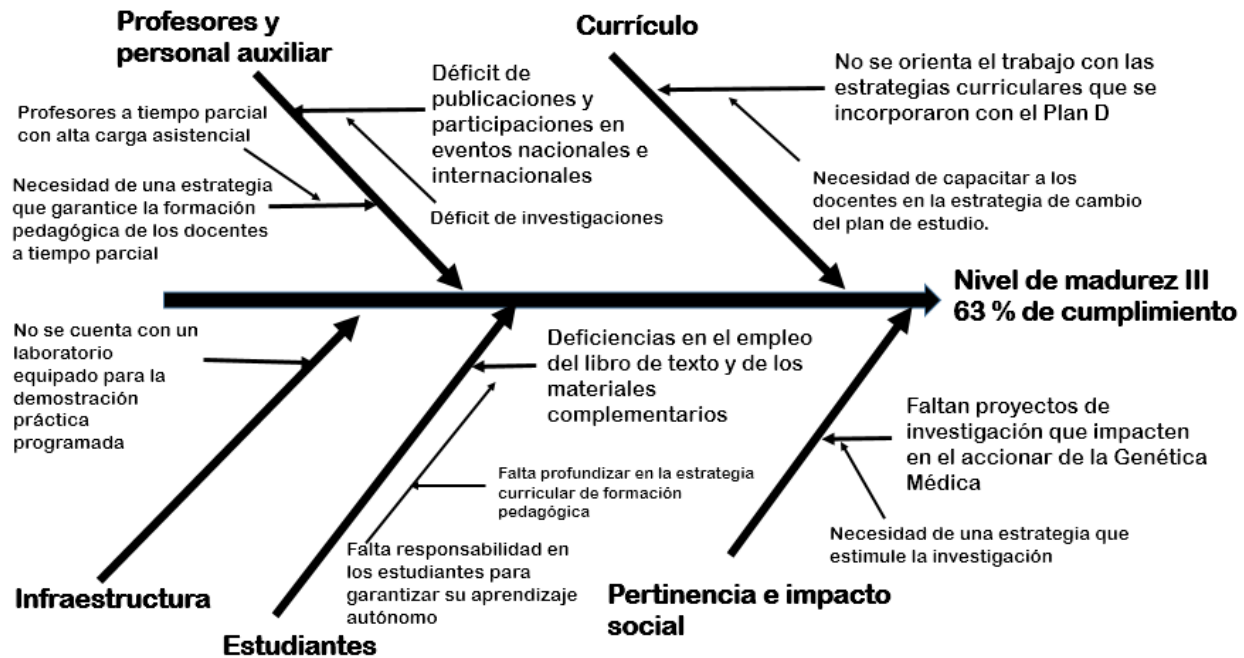 Profesores y
personal auxiliar
Currículo
Déficit de
publicaciones y
participaciones en
eventos nacionales e
internacionales
No se orienta el trabajo con las
estrategias curriculares que se
incorporaron con el Plan D
Profesores a tiempo parcial
con alta carga asistencial
Necesidad de una estrategia
que garantice la formación
pedagógica de los docentes
a tiempo parcial
Déficit de investigaciones
Necesidad de capacitar a los
docentes en la estrategia de cambio
del plan de estudio.
Nivel de madurez III
63 % de cumplimiento
No se cuenta con un
laboratorio
equipado para la
demostración
práctica
programada
Deficiencias en el empleo
del libro de texto y de los
materiales
complementarios
Faltan proyectos de
investigación que impacten
en el accionar de la Genética
Médica
Falta profundizar en la estrategia
curricular de formación
pedagógica
Necesidad de una estrategia que
estimule la investigación
Falta responsabilidad en
los estudiantes para
garantizar su aprendizaje
autónomo
Infraestructura
Estudiantes
Pertinencia e impacto
social